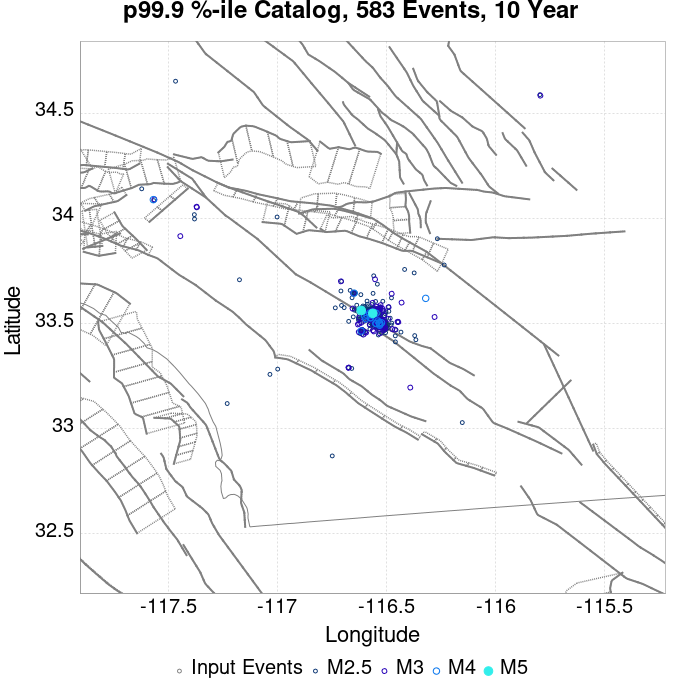 p99.9 %-ile Catalog, 583 Events, 10 Year
34.5
34
33.5
33
32.5
Latitude
-117.5 -117 -116.5 -116 -115.5
Longitude
Input Events M2.5 M3 M4 M5